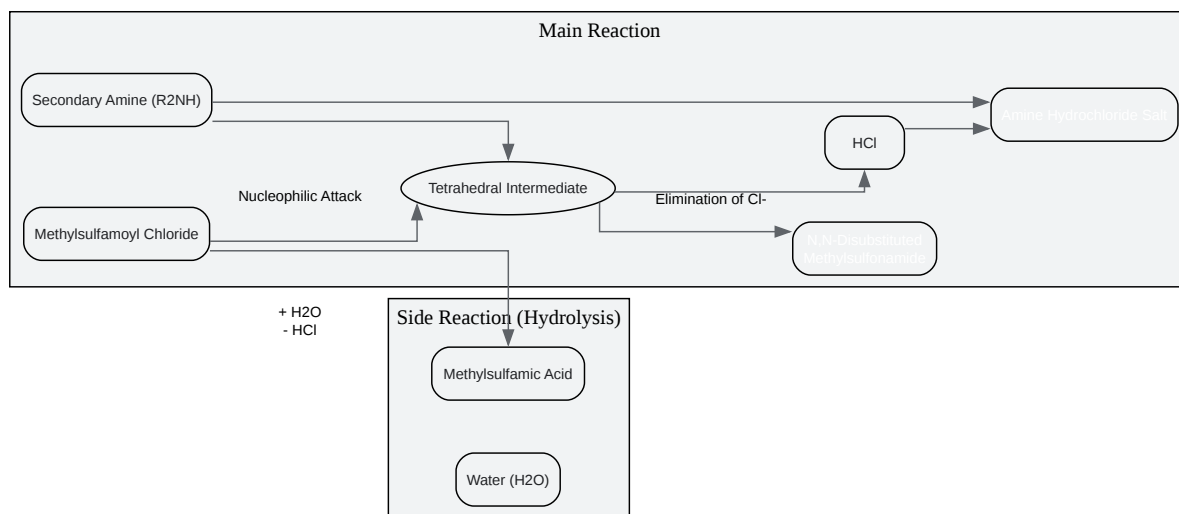 Main Reaction
Secondary Amine (R2NH)
Amine Hydrochloride Salt
HCl
Tetrahedral Intermediate
Nucleophilic Attack
Elimination of Cl-
Methylsulfamoyl Chloride
N,N-Disubstituted
Methylsulfonamide
+ H2O
- HCl
Side Reaction (Hydrolysis)
Methylsulfamic Acid
Water (H2O)